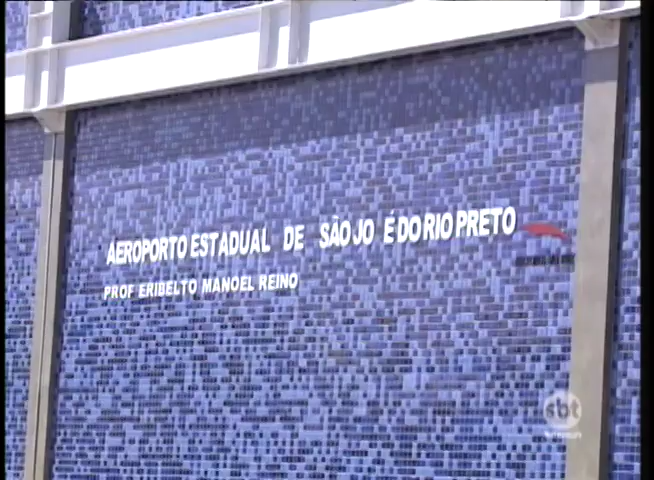 AEROPORTO ESTADUAL DE SÃO JO É DO RIO PRETO
PROF ERIBELTO MANOEL REINO
sbt